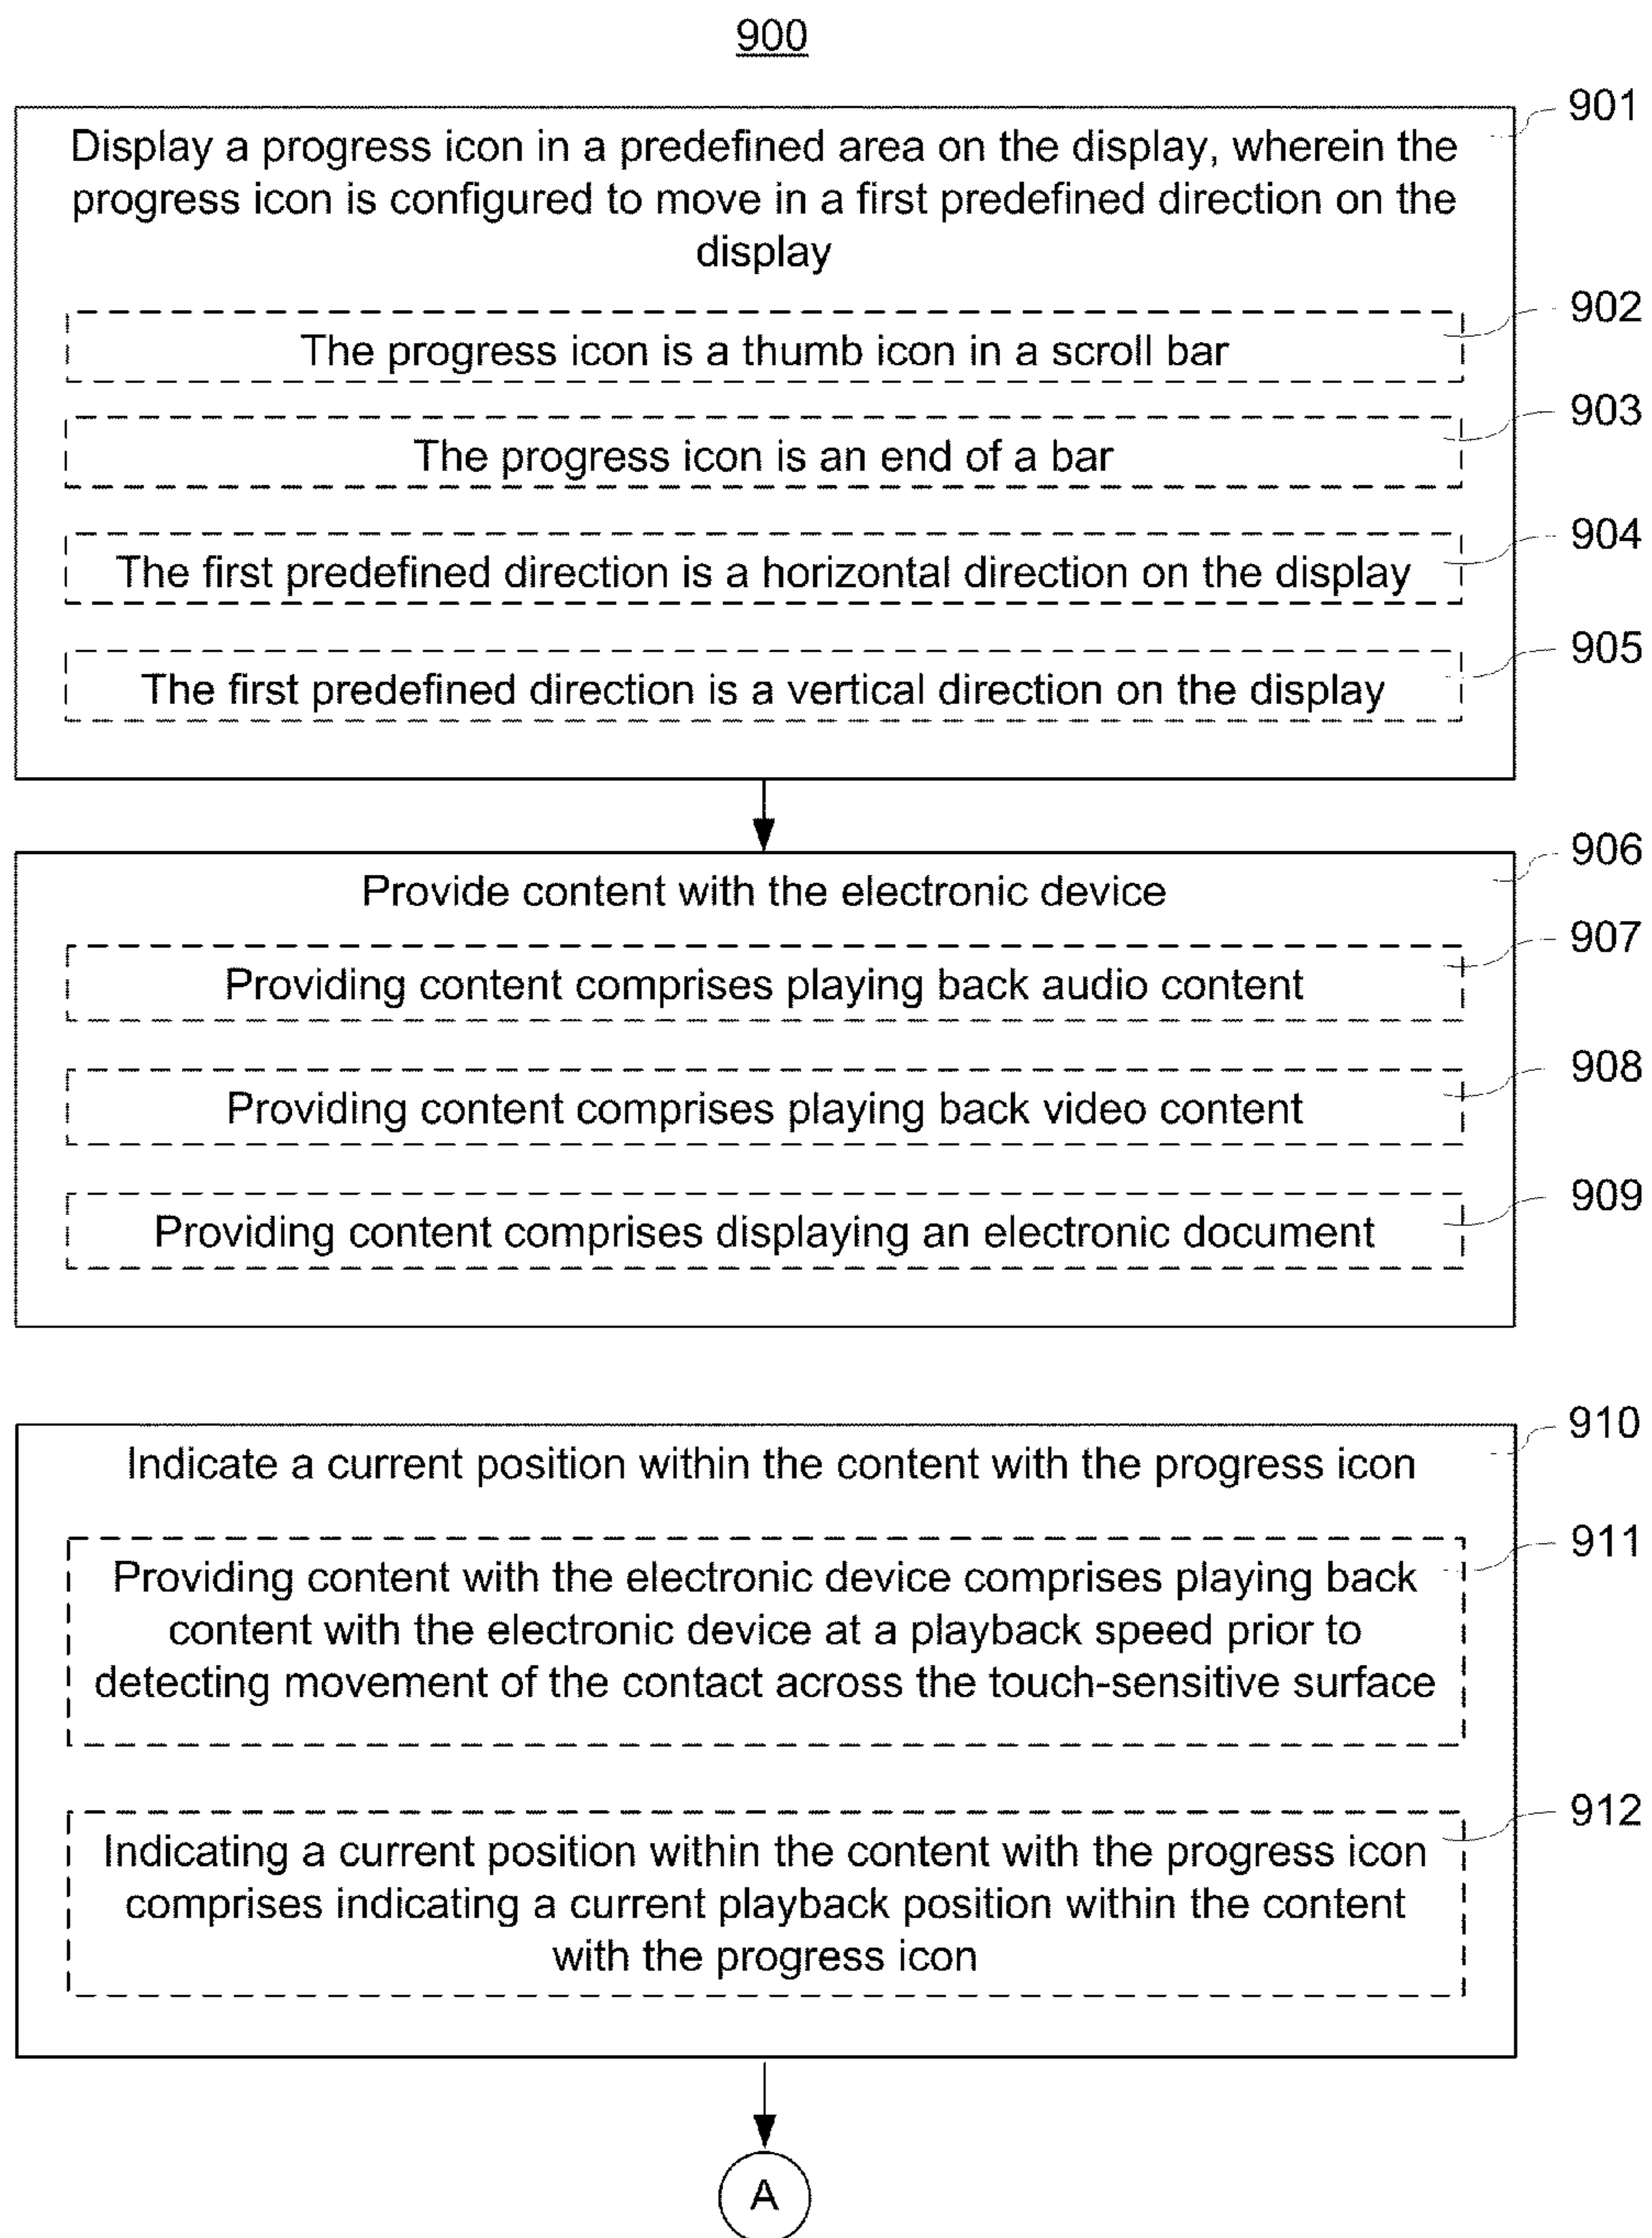 900
901
Display a progress icon in a predefined area on the display, wherein the
progress icon is configured to move in a first predefined direction on the
display
902
The progress icon is a thumb icon in a scroll bar
903
The progress icon is an end of a bar
904
The first predefined direction is a horizontal direction on the display
905
The first predefined direction is a vertical direction on the display
906
Provide content with the electronic device
907
Providing content comprises playing back audio content
908
Providing content comprises playing back video content
909
Providing content comprises displaying an electronic document
910
Indicate a current position within the content with the progress icon
911
Providing content with the electronic device comprises playing back
content with the electronic device at a playback speed prior to
detecting movement of the contact across the touch-sensitive surface
912
Indicating a current position within the content with the progress icon
comprises indicating a current playback position within the content
with the progress icon
A